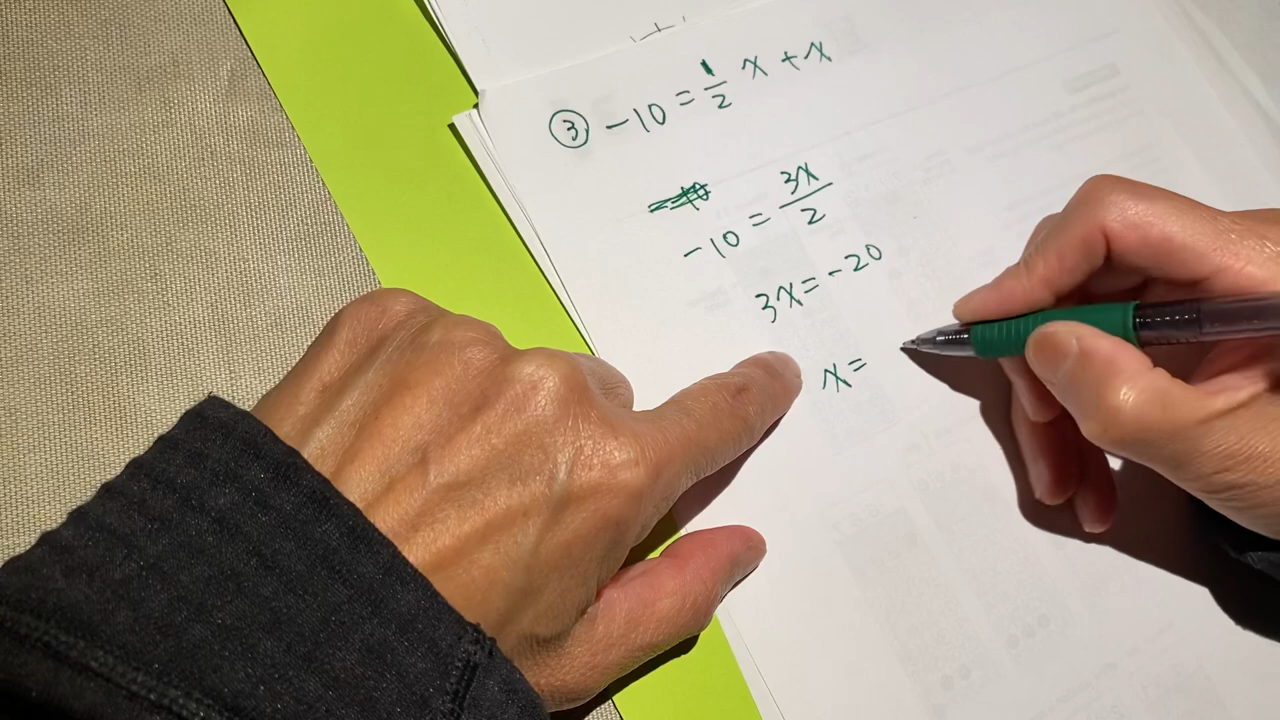 ③ -10 = 1/2 x + x
-10 = 3x/2
3x = -20
x =